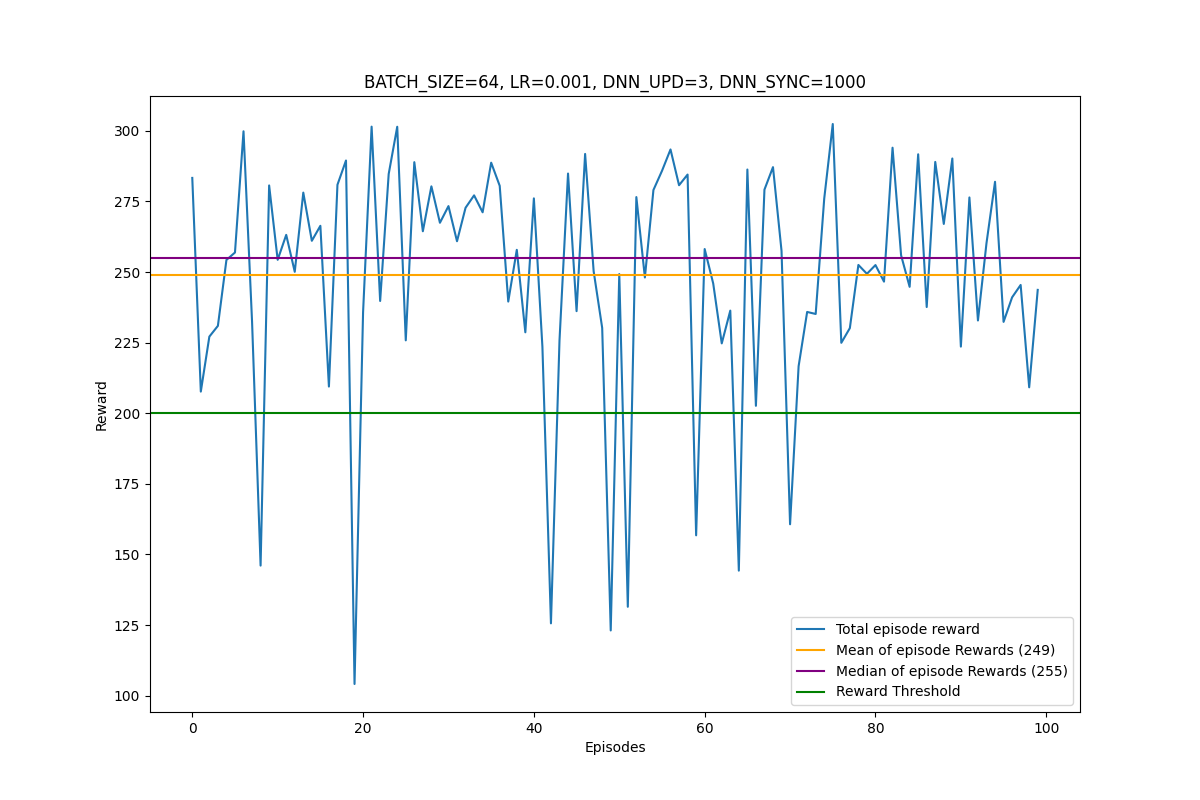 BATCH_SIZE=64, LR=0.001, DNN_UPD=3, DNN_SYNC=1000
300
275
250
225
200
175
150
125
100
Reward
0 20 40 60 80 100
Episodes
Total episode reward
Mean of episode Rewards (249)
Median of episode Rewards (255)
Reward Threshold